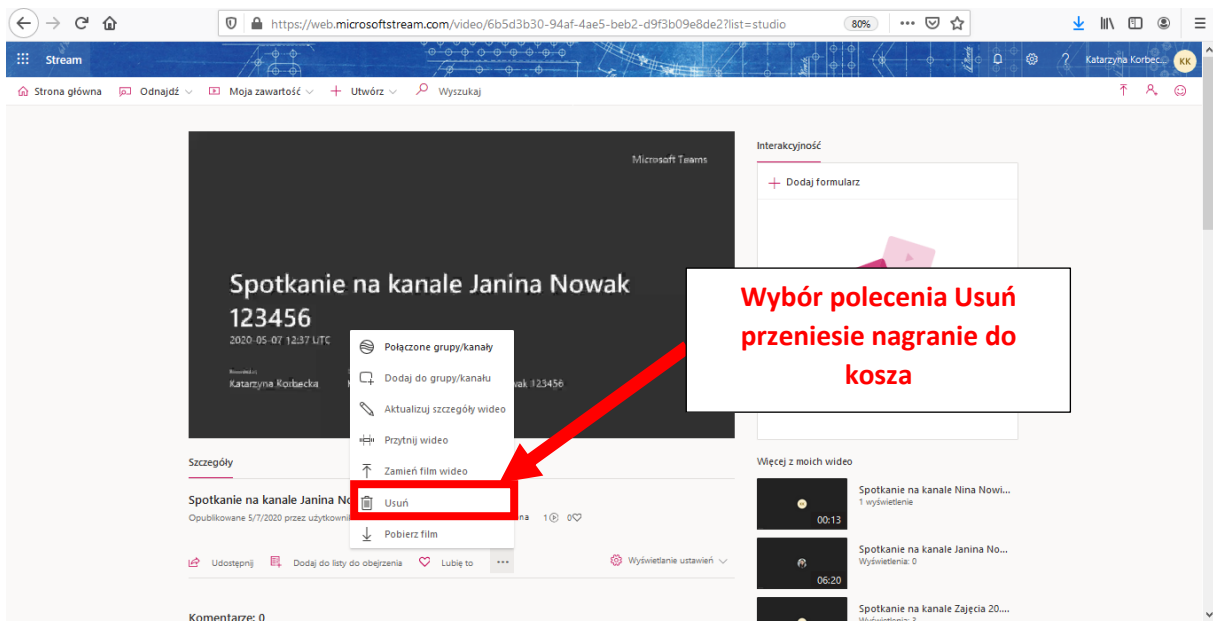 https://web.microsoftstream.com/video/6b5d3b30-94af-4ae5-beb2-d9f3b09e8de2?list=studio
80%
Stream
Katarzyna Korbec...
KK
Strona główna
Odnajdź
Moja zawartość
Utwórz
Wyszukaj
Microsoft Teams
Spotkanie na kanale Janina Nowak
123456
2020-05-07 12:37 UTC
Katarzyna Korbecka
wak 123456
Połączone grupy/kanały
Dodaj do grupy/kanału
Aktualizuj szczegóły wideo
Przytnij wideo
Zamień film wideo
Usuń
Pobierz film
Interakcyjność
Dodaj formularz
Wybór polecenia Usuń
przeniesie nagranie do
kosza
Szczegóły
Spotkanie na kanale Janina No
Opublikowane 5/7/2020 przez użytkowni
na 1 0
Udostępnij
Dodaj do listy do obejrzenia
Lubię to
Wyświetlanie ustawień
Komentarze: 0
Więcej z moich wideo
Spotkanie na kanale Nina Nowi...
1 wyświetlenie
00:13
Spotkanie na kanale Janina No...
Wyświetlenia: 0
06:20
Spotkanie na kanale Zajęcia 20....
Wyświetlenia: 3